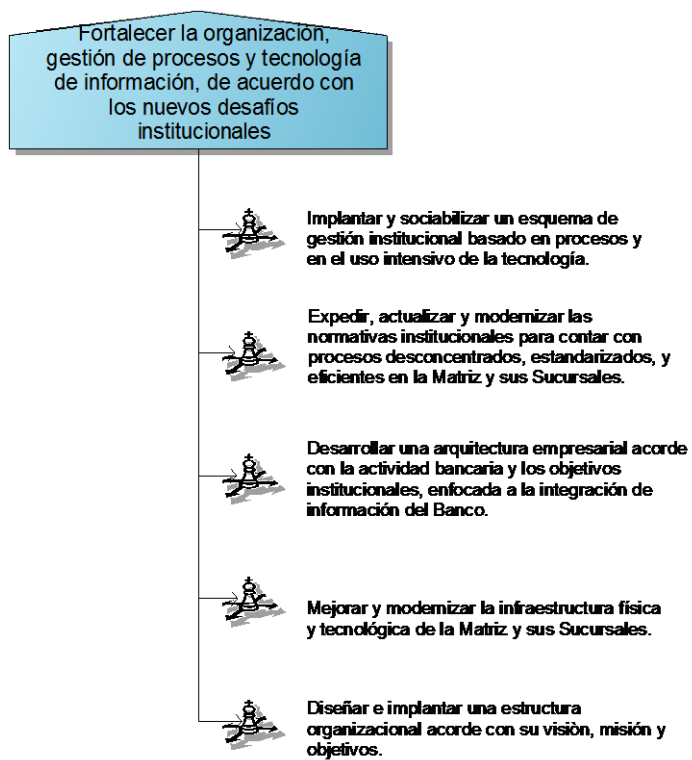 Fortalecer la organización,
gestión de procesos y tecnología
de información, de acuerdo con
los nuevos desafíos
institucionales
Implantar y sociabilizar un esquema de
gestión institucional basado en procesos y
en el uso intensivo de la tecnología.
Expedir, actualizar y modernizar las
normativas institucionales para contar con
procesos desconcentrados, estandarizados, y
eficientes en la Matriz y sus Sucursales.
Desarrollar una arquitectura empresarial acorde
con la actividad bancaria y los objetivos
institucionales, enfocada a la integración de
información del Banco.
Mejorar y modernizar la infraestructura física
y tecnológica de la Matriz y sus Sucursales.
Diseñar e implantar una estructura
organizacional acorde con su visiòn, misión y
objetivos.